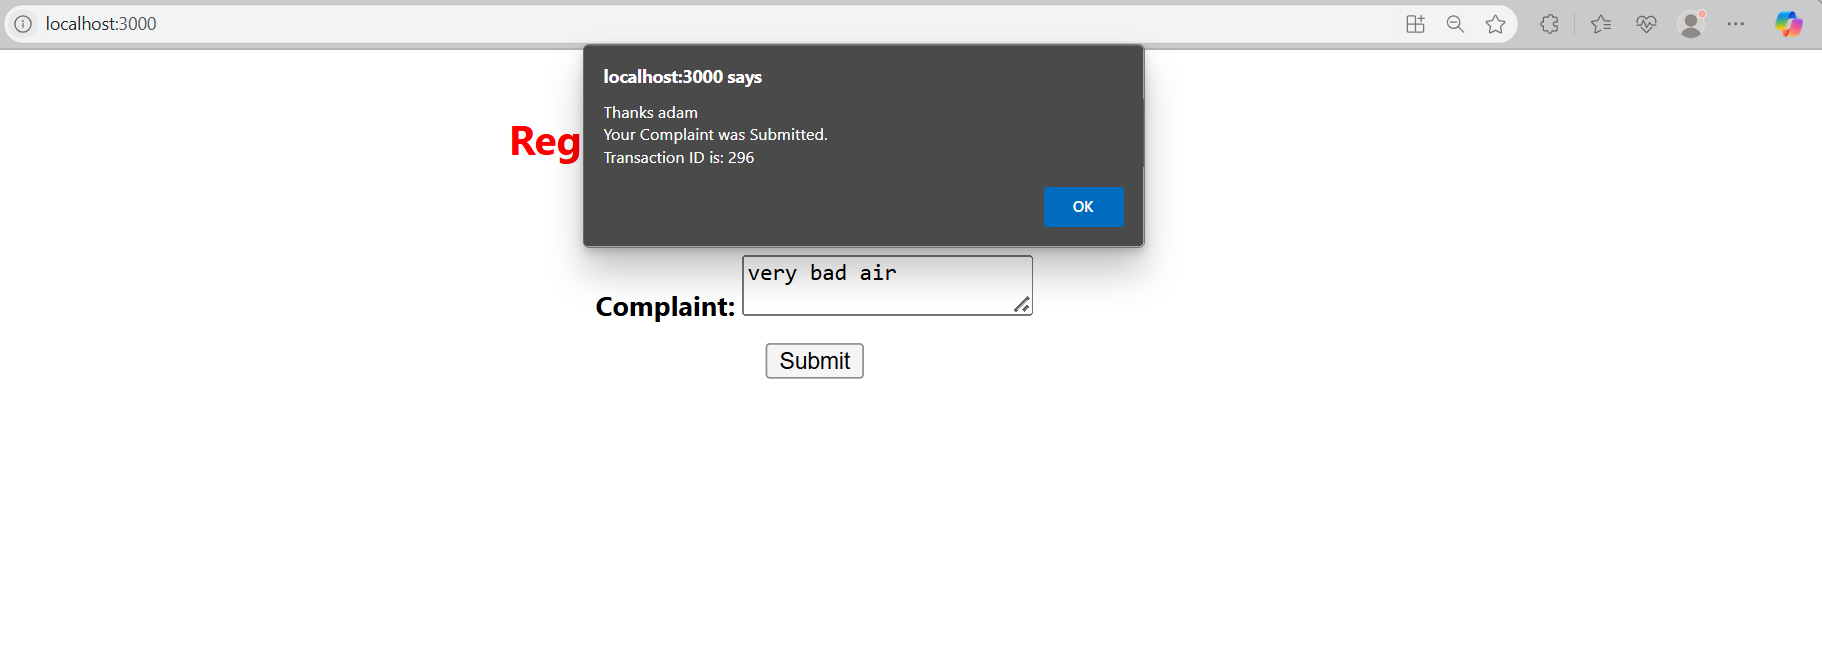 localhost:3000
localhost:3000 says
Thanks adam
Your Complaint was Submitted.
Transaction ID is: 296
OK
Reg
Complaint: very bad air
Submit